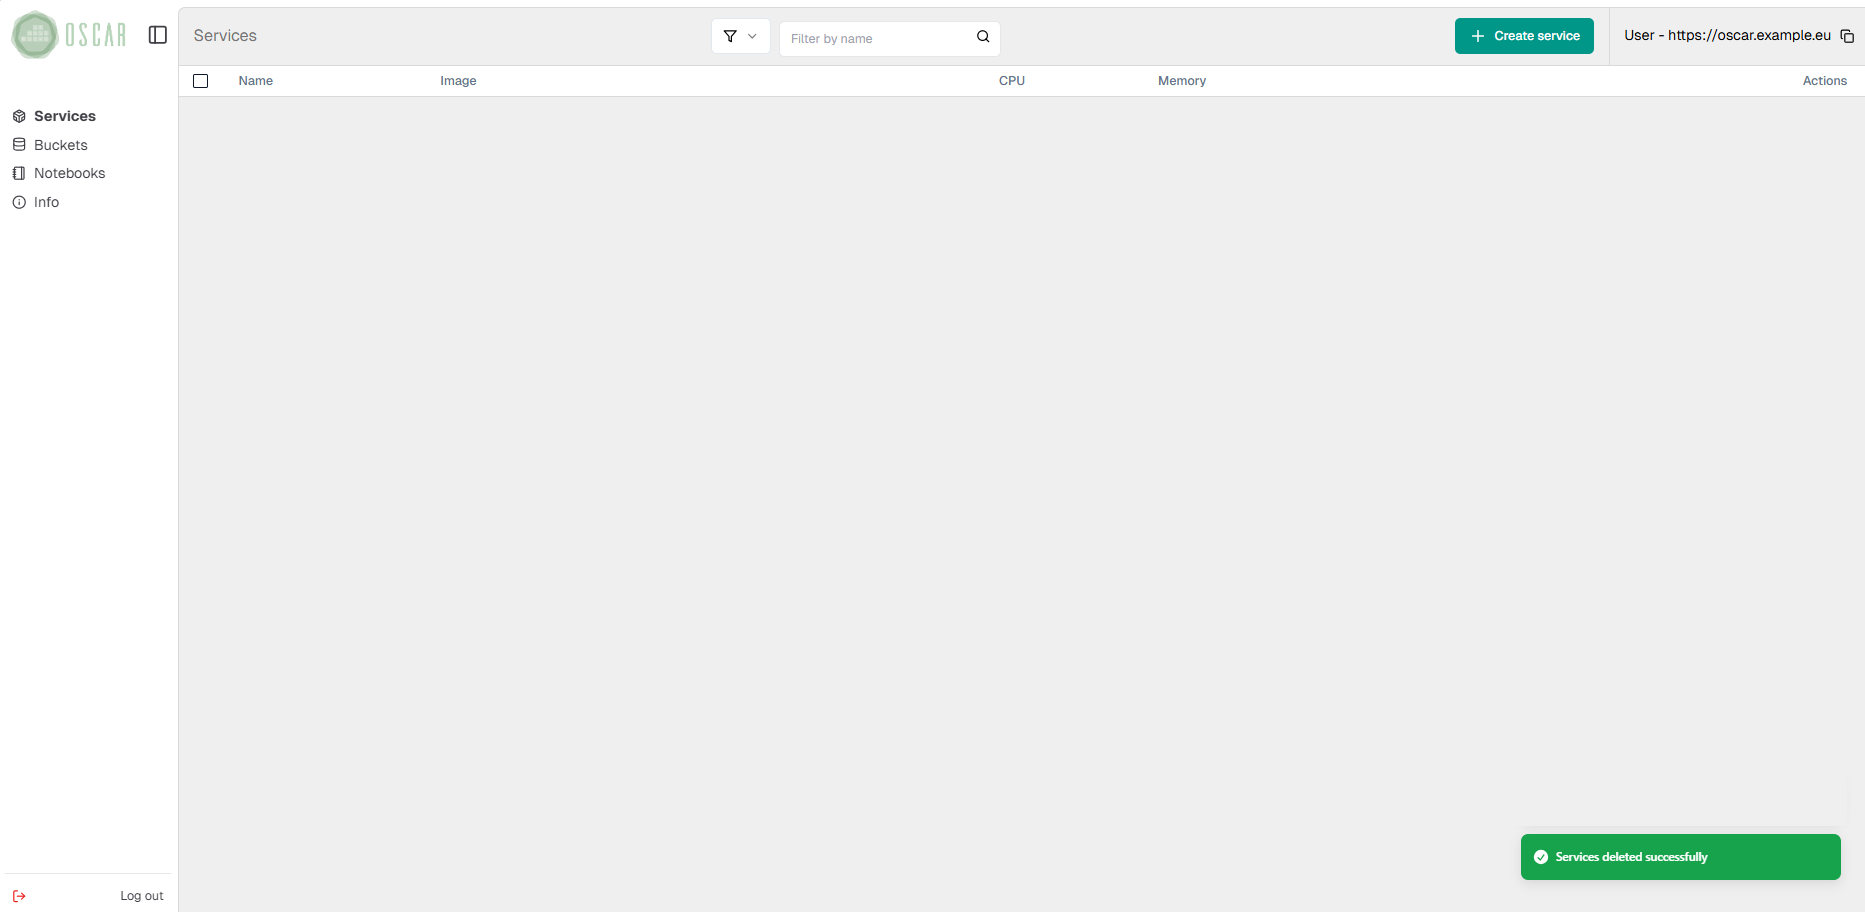 OSCAR
Services
Filter by name
Create service
User - https://oscar.example.eu
Name
Image
CPU
Memory
Actions
Services
Buckets
Notebooks
Info
Services deleted successfully
Log out